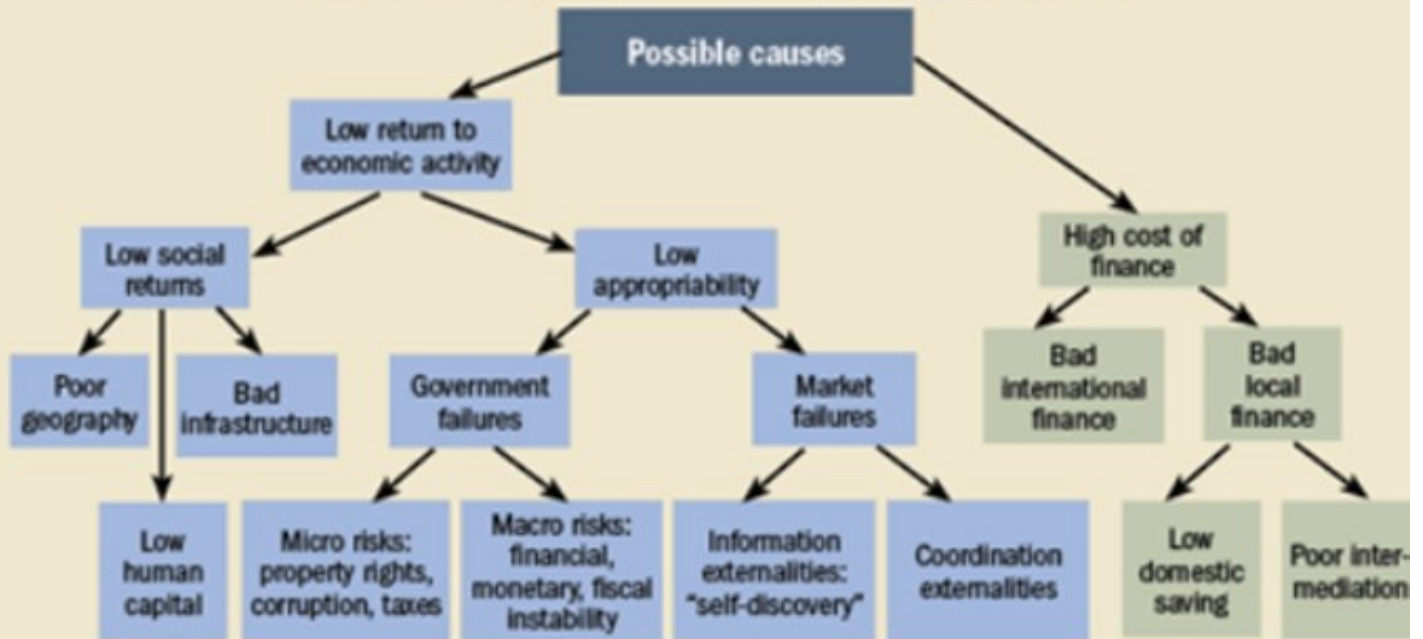 Possible causes
Low return to
economic activity
High cost of
finance
Low social
returns
Low
appropriability
Poor
geography
Bad
infrastructure
Government
failures
Market
failures
Bad
international
finance
Bad
local
finance
Low
human
capital
Micro risks:
property rights,
corruption, taxes
Macro risks:
financial,
monetary, fiscal
instability
Information
externalities:
"self-discovery"
Coordination
externalities
Low
domestic
saving
Poor inter-
mediation